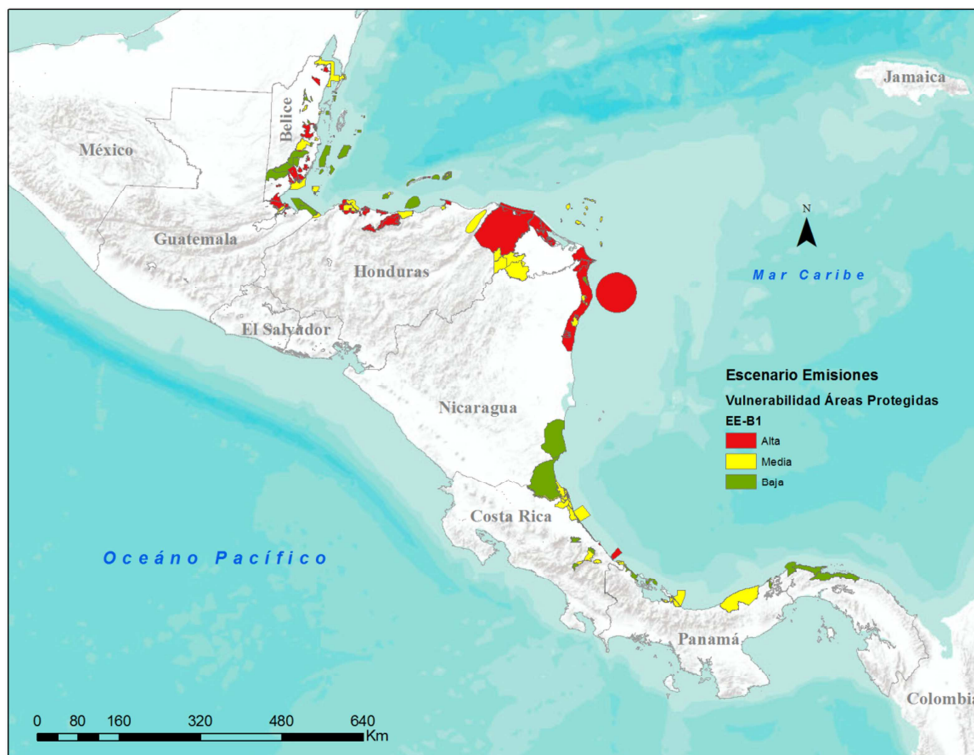 Jamaica
Belice
México
N
Guatemala
Honduras
Mar Caribe
El Salvador
Escenario Emisiones
Vulnerabilidad Áreas Protegidas
EE-B1
Nicaragua
Alta
Media
Baja
Costa Rica
Oceáno Pacífico
Panamá
Colombia
0 80 160 320 480 640
Km